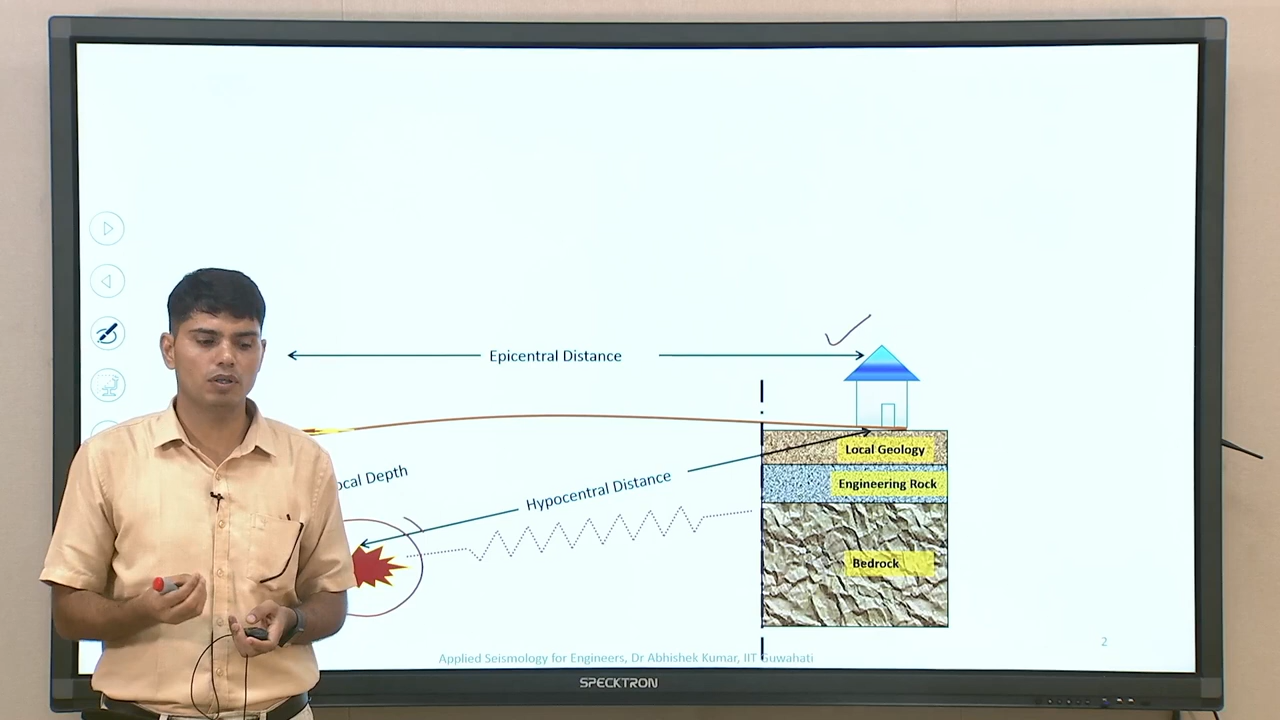 Epicentral Distance
Local Geology
Depth
Hypocentral Distance
Engineering Rock
Bedrock
2
Applied Seismology for Engineers, Dr Abhishek Kumar, IIT Guwahati
SPECKTRON